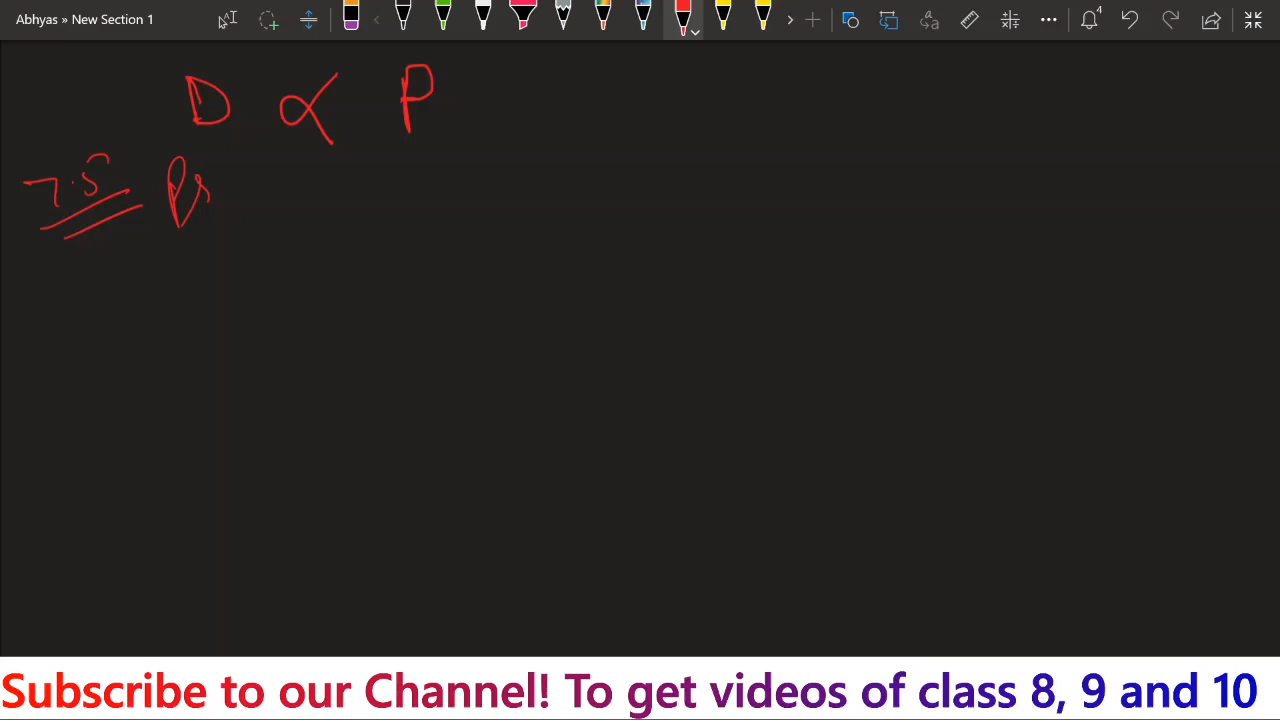 Abhyas » New Section 1
D ∝ P
7.5 Ps
Subscribe to our Channel! To get videos of class 8, 9 and 10